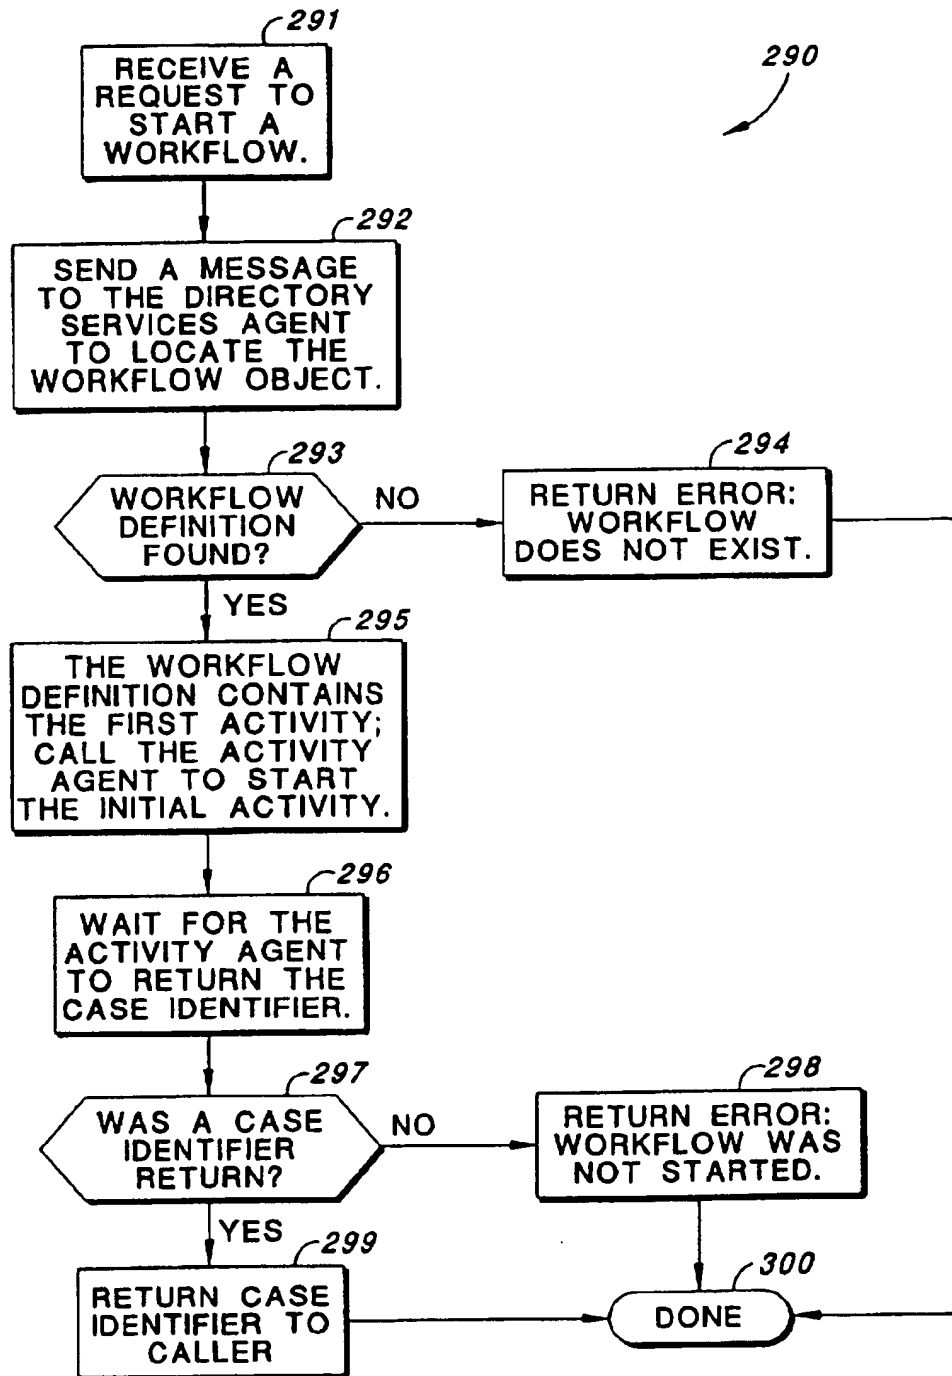 291
290
RECEIVE A
REQUEST TO
START A
WORKFLOW.
292
SEND A MESSAGE
TO THE DIRECTORY
SERVICES AGENT
TO LOCATE THE
WORKFLOW OBJECT.
293
WORKFLOW
DEFINITION
FOUND?
NO
294
RETURN ERROR:
WORKFLOW
DOES NOT EXIST.
YES
295
THE WORKFLOW
DEFINITION CONTAINS
THE FIRST ACTIVITY;
CALL THE ACTIVITY
AGENT TO START
THE INITIAL ACTIVITY.
296
WAIT FOR THE
ACTIVITY AGENT
TO RETURN THE
CASE IDENTIFIER.
297
WAS A CASE
IDENTIFIER
RETURN?
NO
298
RETURN ERROR:
WORKFLOW WAS
NOT STARTED.
YES
299
RETURN CASE
IDENTIFIER TO
CALLER
300
DONE